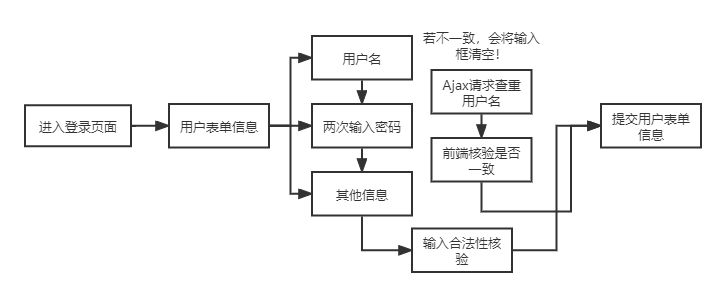 进入登录页面
用户表单信息
用户名
两次输入密码
其他信息
若不一致，会将输入
框清空！
Ajax请求查重
用户名
前端核验是否
一致
输入合法性核
验
提交用户表单
信息